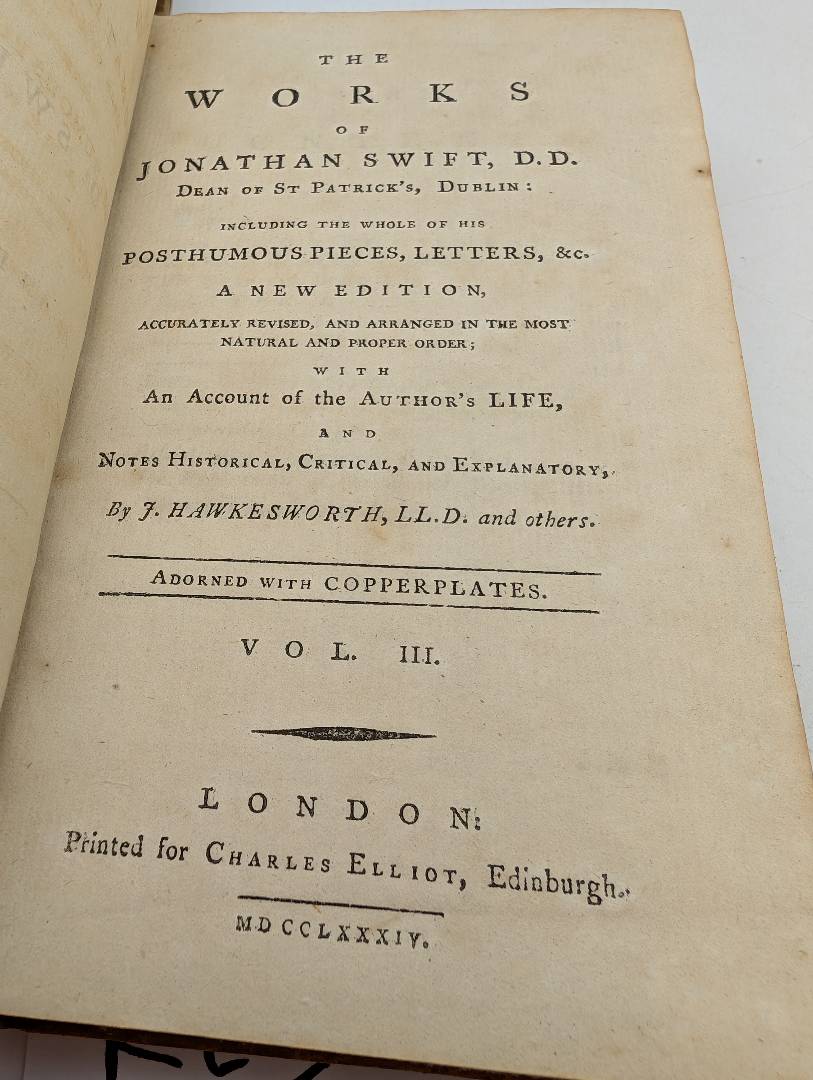 THE
WORKS
OF
JONATHAN SWIFT, D.D.
DEAN OF ST PATRICK'S, DUBLIN:
INCLUDING THE WHOLE OF HIS
POSTHUMOUS PIECES, LETTERS, &c.
A NEW EDITION,
ACCURATELY REVISED, AND ARRANGED IN THE MOST
NATURAL AND PROPER ORDER;
WITH
An Account of the AUTHOR'S LIFE,
AND
NOTES HISTORICAL, CRITICAL, AND EXPLANATORY,
By J. HAWKESWORTH, LL.D. and others.
ADORNED WITH COPPERPLATES.
VOL. III.
LONDON:
Printed for CHARLES ELLIOT, Edinburgh.
MDCCLXXXIV.